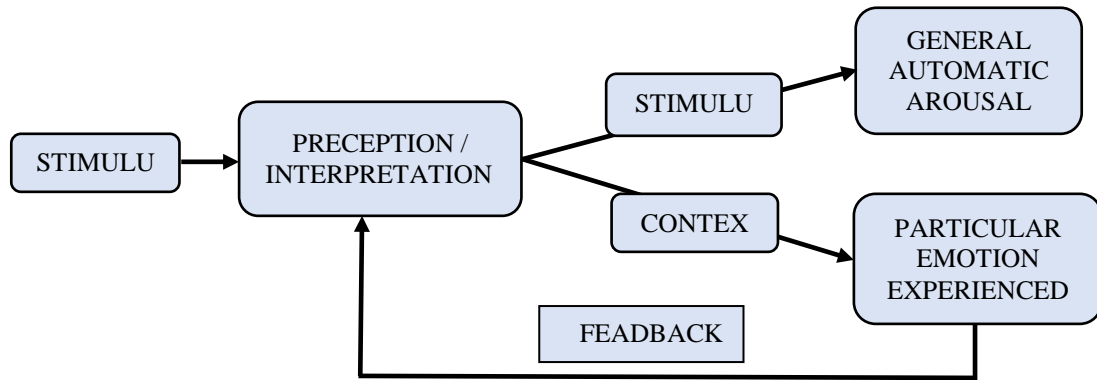 STIMULU
PRECEPTION /
INTERPRETATION
STIMULU
GENERAL
AUTOMATIC
AROUSAL
CONTEX
PARTICULAR
EMOTION
EXPERIENCED
FEADBACK